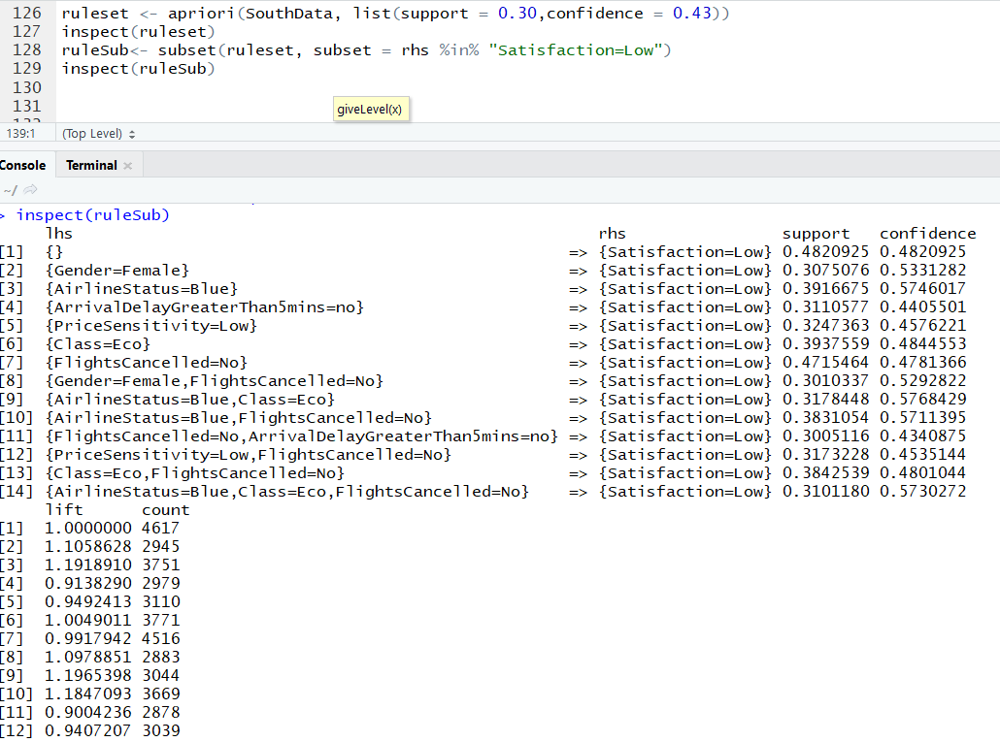 126 ruleset <- apriori(SouthData, list(support = 0.30,confidence = 0.43))
127 inspect(ruleset)
128 ruleSub<- subset(ruleset, subset = rhs %in% "Satisfaction=Low")
129 inspect(ruleSub)
130
giveLevel(x)
131
139:1 (Top Level)
Console Terminal
~/
> inspect(ruleSub)
lhs rhs support confidence
[1] {} => {Satisfaction=Low} 0.4820925 0.4820925
[2] {Gender=Female} => {Satisfaction=Low} 0.3075076 0.5331282
[3] {AirlineStatus=Blue} => {Satisfaction=Low} 0.3916675 0.5746017
[4] {ArrivalDelayGreaterThan5mins=no} => {Satisfaction=Low} 0.3110577 0.4405501
[5] {PriceSensitivity=Low} => {Satisfaction=Low} 0.3247363 0.4576221
[6] {Class=Eco} => {Satisfaction=Low} 0.3937559 0.4844553
[7] {FlightsCancelled=No} => {Satisfaction=Low} 0.4715464 0.4781366
[8] {Gender=Female,FlightsCancelled=No} => {Satisfaction=Low} 0.3010337 0.5292822
[9] {AirlineStatus=Blue,Class=Eco} => {Satisfaction=Low} 0.3178448 0.5768429
[10] {AirlineStatus=Blue,FlightsCancelled=No} => {Satisfaction=Low} 0.3831054 0.5711395
[11] {FlightsCancelled=No,ArrivalDelayGreaterThan5mins=no} => {Satisfaction=Low} 0.3005116 0.4340875
[12] {PriceSensitivity=Low,FlightsCancelled=No} => {Satisfaction=Low} 0.3173228 0.4535144
[13] {Class=Eco,FlightsCancelled=No} => {Satisfaction=Low} 0.3842539 0.4801044
[14] {AirlineStatus=Blue,Class=Eco,FlightsCancelled=No} => {Satisfaction=Low} 0.3101180 0.5730272
lift count
[1] 1.0000000 4617
[2] 1.1058628 2945
[3] 1.1918910 3751
[4] 0.9138290 2979
[5] 0.9492413 3110
[6] 1.0049011 3771
[7] 0.9917942 4516
[8] 1.0978851 2883
[9] 1.1965398 3044
[10] 1.1847093 3669
[11] 0.9004236 2878
[12] 0.9407207 3039